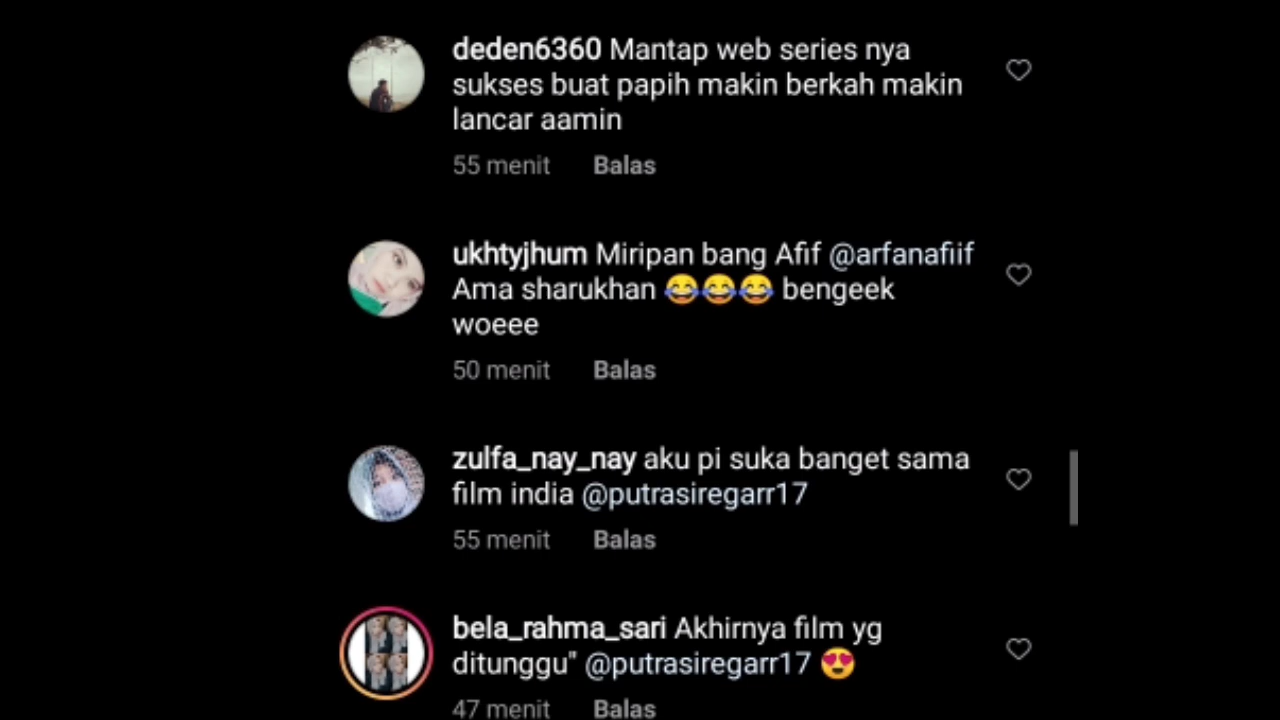 deden6360 Mantap web series nya
sukses buat papih makin berkah makin
lancar aamin
55 menit Balas
ukhtyjhum Miripan bang Afif @arfanafiif
Ama sharukhan 😂😂😂 bengeek
woeee
50 menit Balas
zulfa_nay_nay aku pi suka banget sama
film india @putrasiregarr17
55 menit Balas
bela_rahma_sari Akhirnya film yg
ditunggu" @putrasiregarr17 😍
47 menit Balas